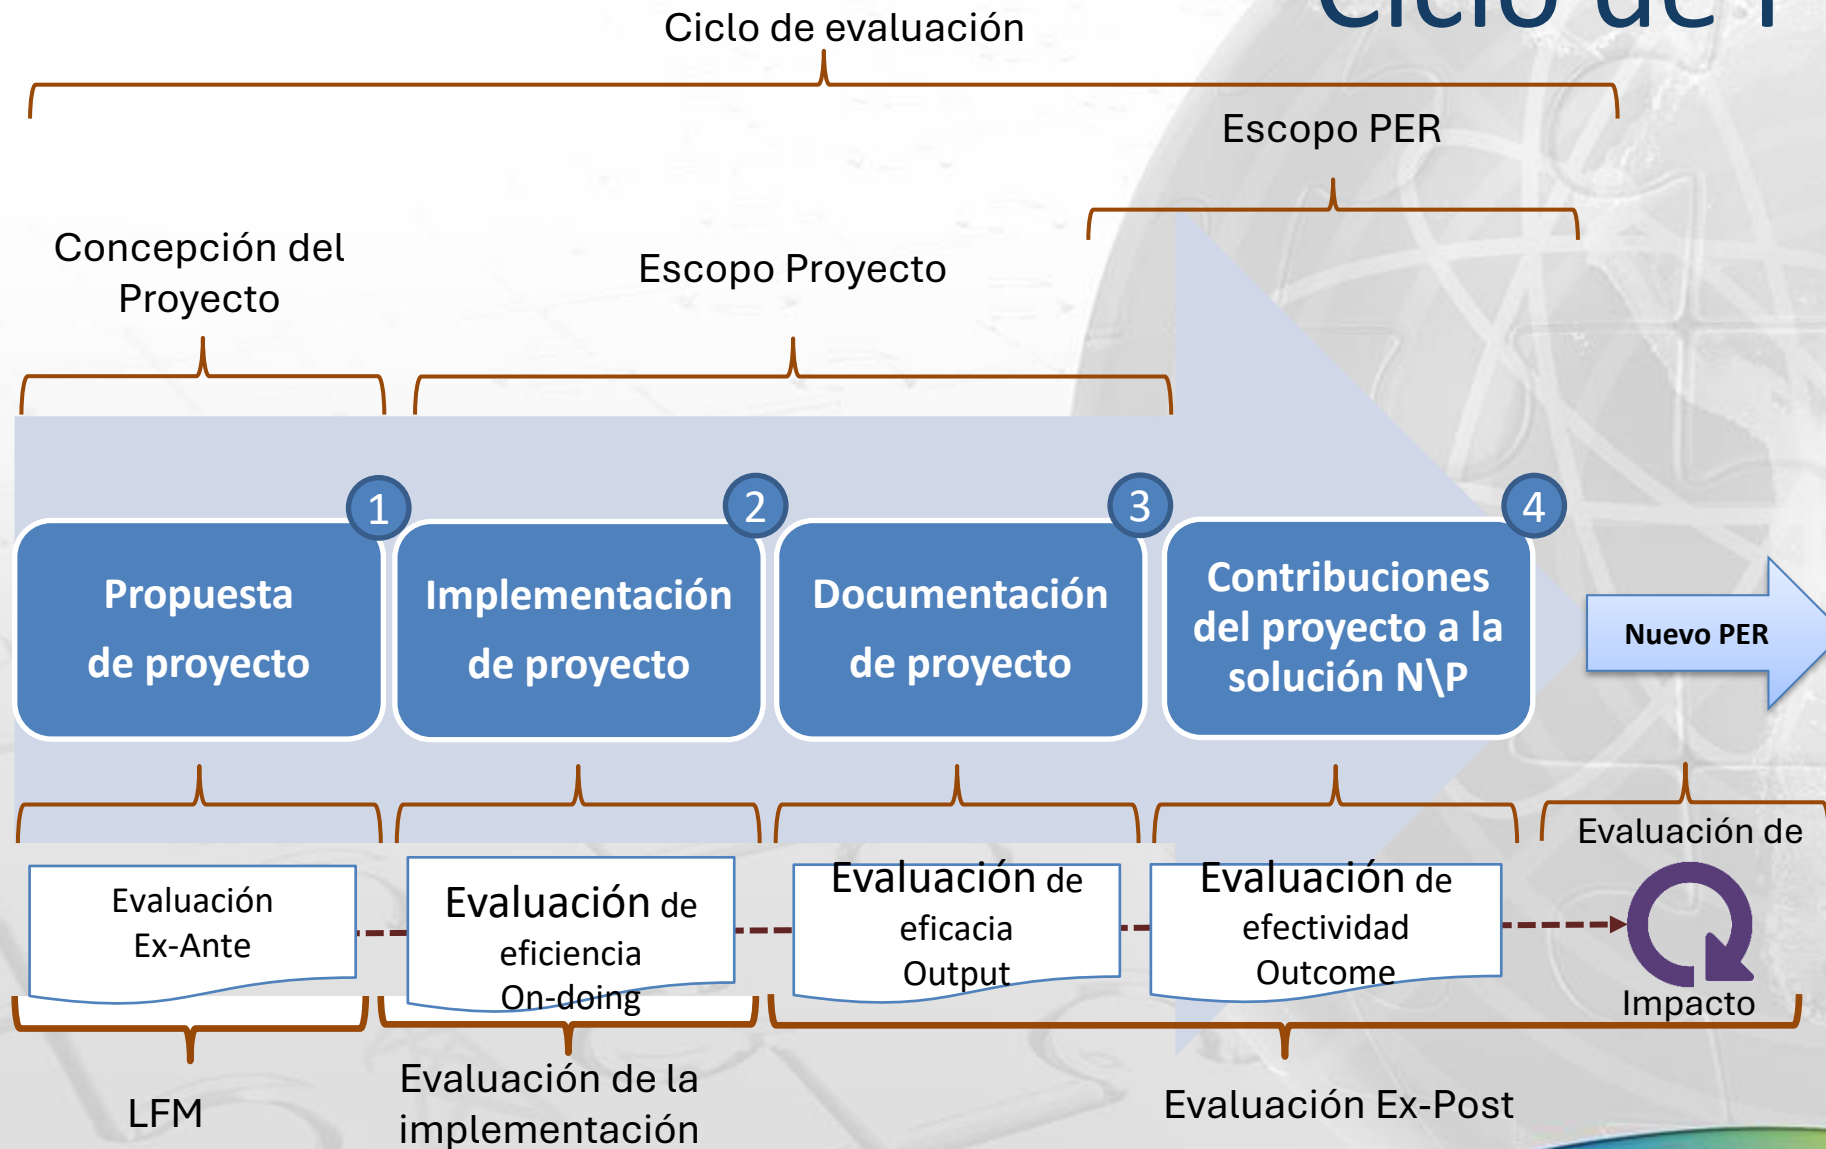 Ciclo de
Ciclo de evaluación
Escopo PER
Concepción del
Proyecto
Escopo Proyecto
1
2
3
4
Propuesta
de proyecto
Implementación
de proyecto
Documentación
de proyecto
Contribuciones
del proyecto a la
solución N\P
Nuevo PER
Evaluación
Ex-Ante
Evaluación de
eficiencia
On-doing
Evaluación de
eficacia
Output
Evaluación de
efectividad
Outcome
Evaluación de
Impacto
LFM
Evaluación de la
implementación
Evaluación Ex-Post